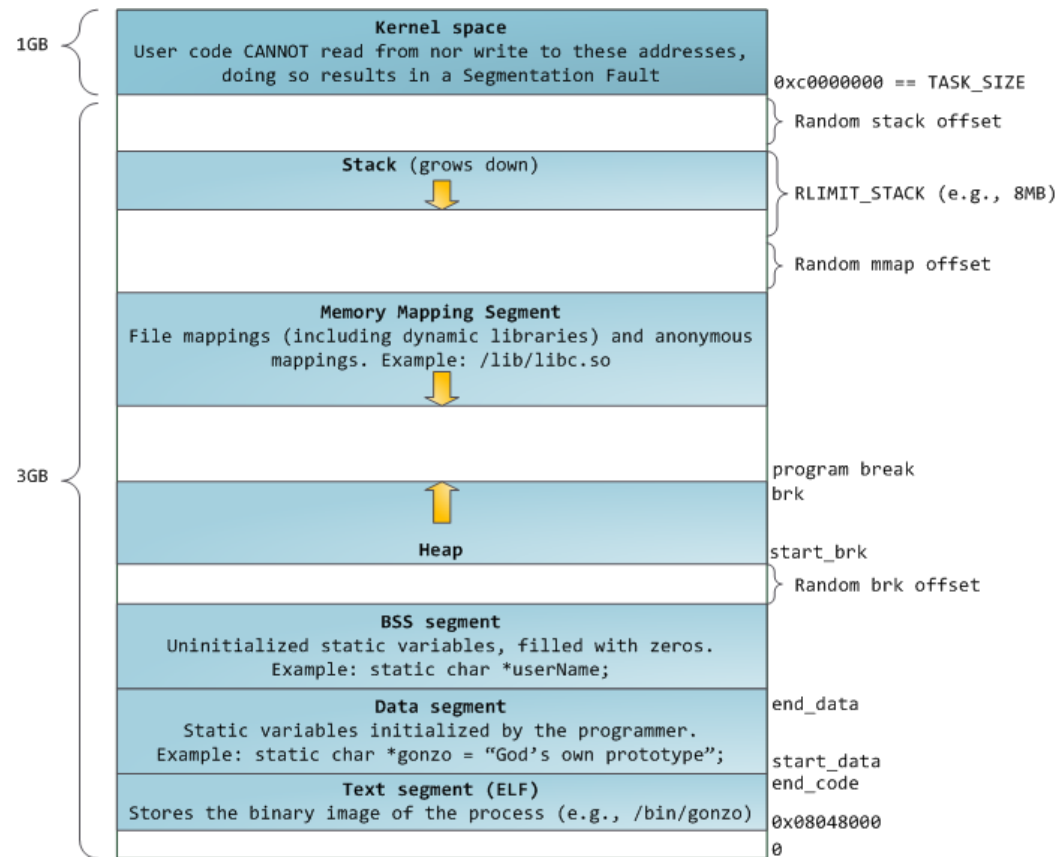 1GB
Kernel space
User code CANNOT read from nor write to these addresses,
doing so results in a Segmentation Fault
0xc0000000 == TASK_SIZE
Random stack offset
Stack (grows down)
RLIMIT_STACK (e.g., 8MB)
Random mmap offset
Memory Mapping Segment
File mappings (including dynamic libraries) and anonymous
mappings. Example: /lib/libc.so
3GB
program break
brk
Heap
start_brk
Random brk offset
BSS segment
Uninitialized static variables, filled with zeros.
Example: static char *userName;
Data segment
Static variables initialized by the programmer.
Example: static char *gonzo = “God’s own prototype”;
end_data
start_data
end_code
Text segment (ELF)
Stores the binary image of the process (e.g., /bin/gonzo)
0x08048000
0